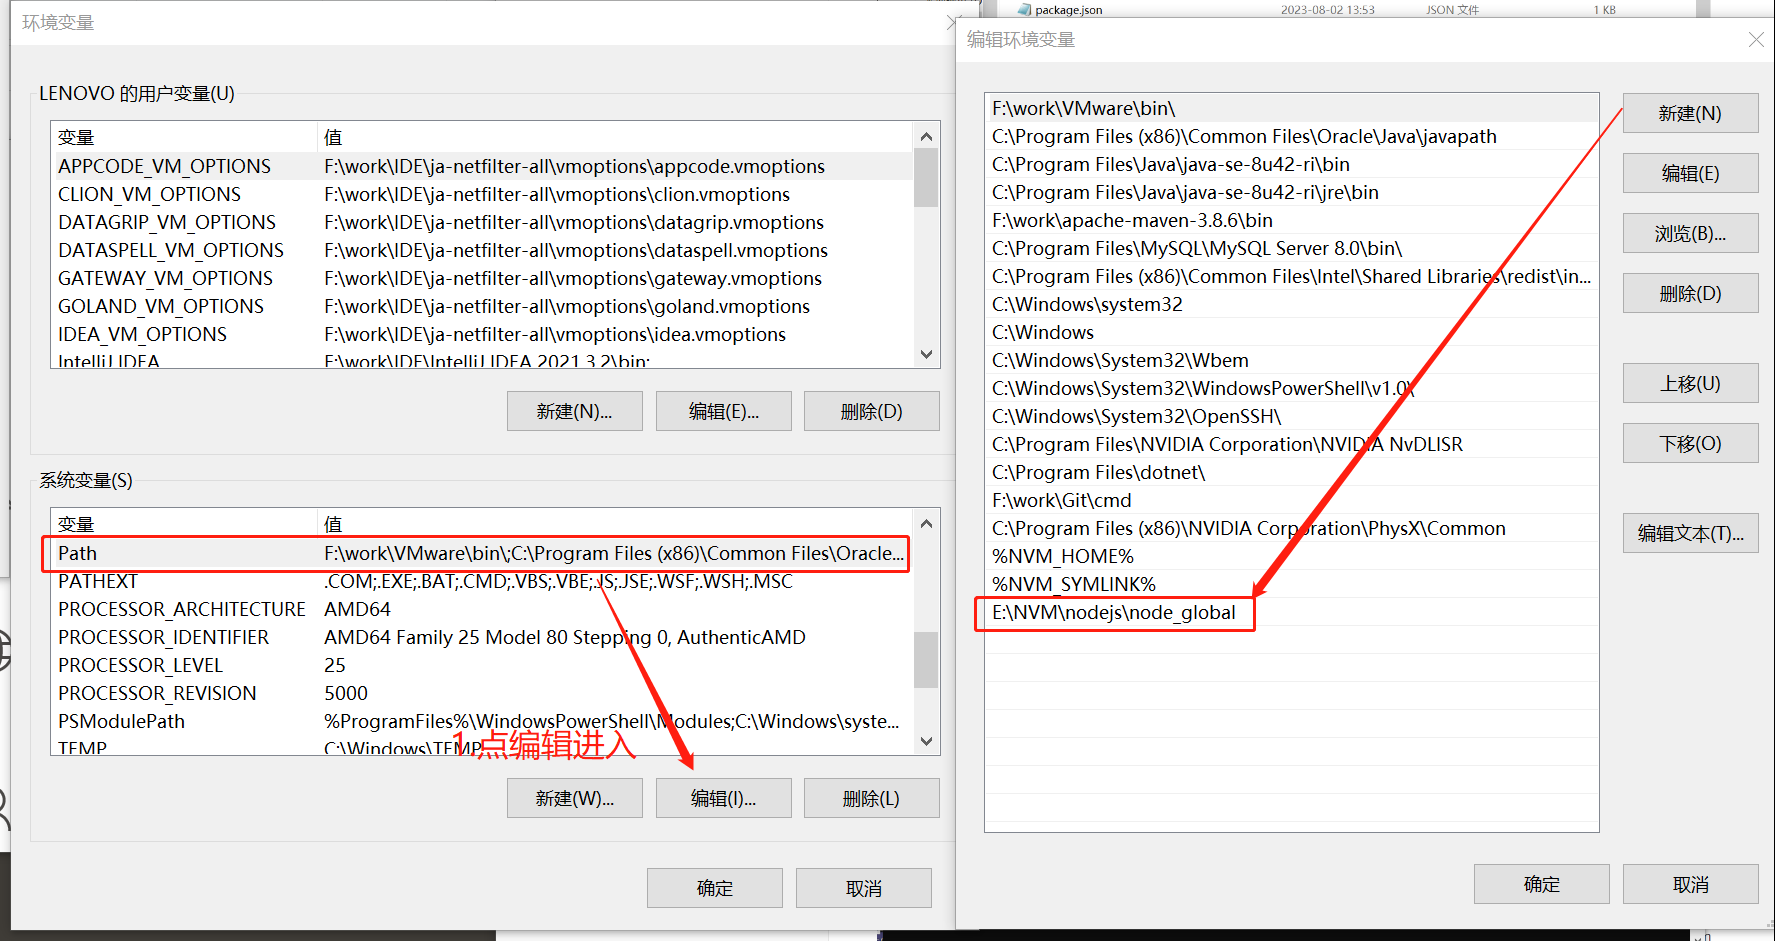 package.json
2023-08-02 13:53
JSON 文件
1 KB
环境变量
LENOVO 的用户变量(U)
变量
值
APPCODE_VM_OPTIONS
F:\work\IDE\ja-netfilter-all\vmoptions\appcode.vmoptions
CLION_VM_OPTIONS
F:\work\IDE\ja-netfilter-all\vmoptions\clion.vmoptions
DATAGRIP_VM_OPTIONS
F:\work\IDE\ja-netfilter-all\vmoptions\datagrip.vmoptions
DATASPELL_VM_OPTIONS
F:\work\IDE\ja-netfilter-all\vmoptions\dataspell.vmoptions
GATEWAY_VM_OPTIONS
F:\work\IDE\ja-netfilter-all\vmoptions\gateway.vmoptions
GOLAND_VM_OPTIONS
F:\work\IDE\ja-netfilter-all\vmoptions\goland.vmoptions
IDEA_VM_OPTIONS
F:\work\IDE\ja-netfilter-all\vmoptions\idea.vmoptions
IntelliJ IDEA
F:\work\IDE\IntelliJ IDEA 2021.3.2\bin;
新建(N)...
编辑(E)...
删除(D)
系统变量(S)
变量
值
Path
F:\work\VMware\bin\;C:\Program Files (x86)\Common Files\Oracle...
PATHEXT
.COM;.EXE;.BAT;.CMD;.VBS;.VBE;.JS;.JSE;.WSF;.WSH;.MSC
PROCESSOR_ARCHITECTURE
AMD64
PROCESSOR_IDENTIFIER
AMD64 Family 25 Model 80 Stepping 0, AuthenticAMD
PROCESSOR_LEVEL
25
PROCESSOR_REVISION
5000
PSModulePath
%ProgramFiles%\WindowsPowerShell\Modules;C:\Windows\syste...
TEMP
C:\Windows\TEMP
1.点编辑进入
新建(W)...
编辑(I)...
删除(L)
确定
取消
编辑环境变量
F:\work\VMware\bin\
C:\Program Files (x86)\Common Files\Oracle\Java\javapath
C:\Program Files\Java\java-se-8u42-ri\bin
C:\Program Files\Java\java-se-8u42-ri\jre\bin
F:\work\apache-maven-3.8.6\bin
C:\Program Files\MySQL\MySQL Server 8.0\bin\
C:\Program Files (x86)\Common Files\Intel\Shared Libraries\redist\in...
C:\Windows\system32
C:\Windows
C:\Windows\System32\Wbem
C:\Windows\System32\WindowsPowerShell\v1.0\
C:\Windows\System32\OpenSSH\
C:\Program Files\NVIDIA Corporation\NVIDIA NvDLISR
C:\Program Files\dotnet\
F:\work\Git\cmd
C:\Program Files (x86)\NVIDIA Corporation\PhysX\Common
%NVM_HOME%
%NVM_SYMLINK%
E:\NVM\nodejs\node_global
新建(N)
编辑(E)
浏览(B)...
删除(D)
上移(U)
下移(O)
编辑文本(T)...
确定
取消